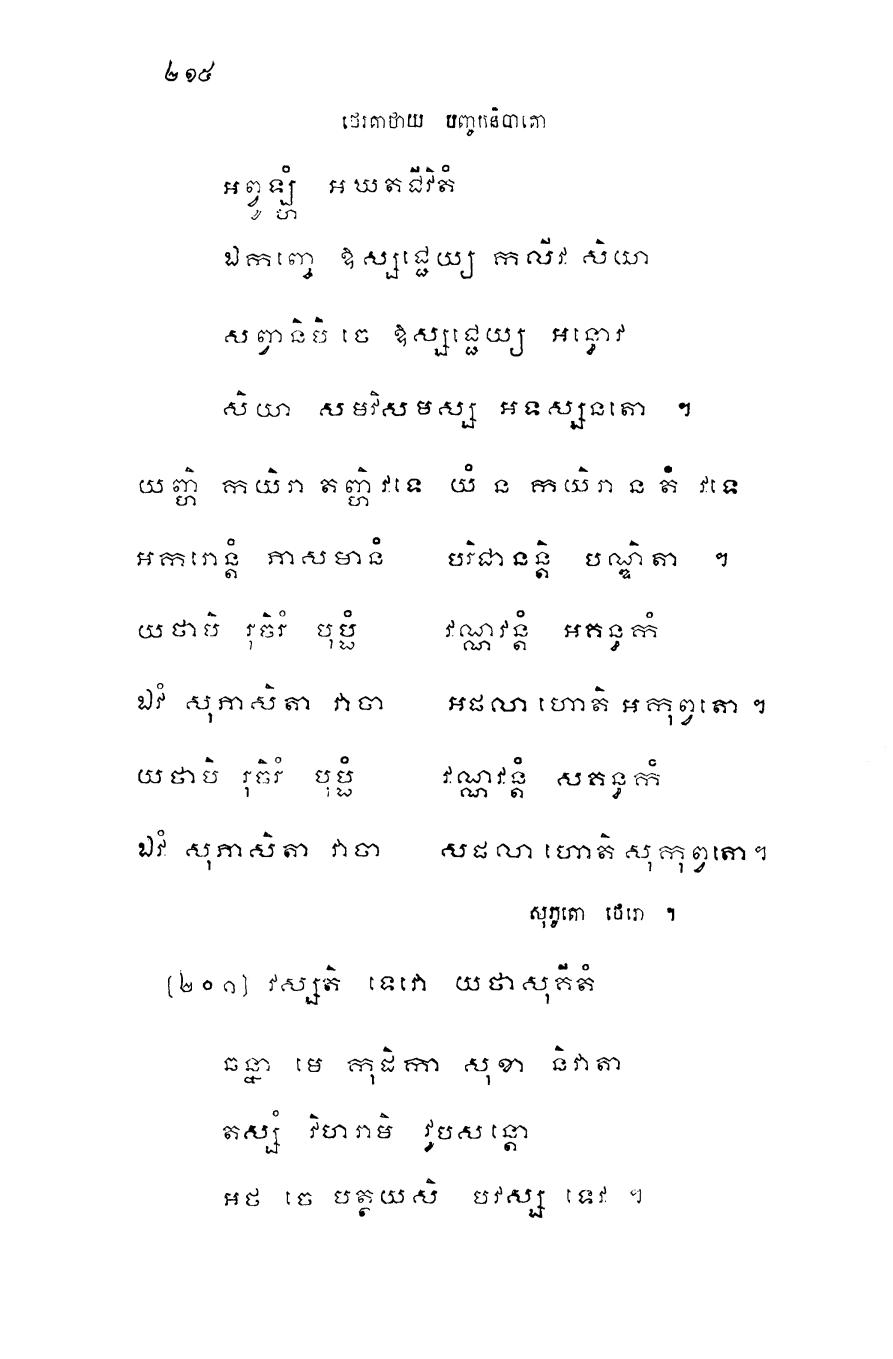 ២១៥
ថេរគាថាយ បញ្ចកនិបាតោ
អព្វូឡ្ហំ អឃតជីវិតំ
ឯកញ្ចេ ឱស្សជ្ជេយ្យ កលីវ សិយា
សព្វានិបិ ចេ ឱស្សជ្ជេយ្យ អន្ធោវ
សិយា សមវិសមស្ស អទស្សនតោ ។
យញ្ហិ កយិរា តញ្ហិ វទេ យំ ន កយិរា ន តំ វទេ
អករោន្តំ ភាសមានំ បរិជានន្តិ បណ្ឌិតា ។
យថាបិ រុចិរំ បុប្ផំ វណ្ណវន្តំ អគន្ធកំ
ឯវំ សុភាសិតា វាចា អផលា ហោតិ អកុព្វតោ ។
យថាបិ រុចិរំ បុប្ផំ វណ្ណវន្តំ សគន្ធកំ
ឯវំ សុភាសិតា វាចា សផលា ហោតិ សុកុព្វតោ ។
សុភូតោ ថេរោ ។
[២០១] វស្សតិ ទេវោ យថាសុគីតំ
ឆន្នា មេ កុដិកា សុខា និវាតា
តស្សំ វិហរាមិ វូបសន្តោ
អថ ចេ បត្ថយសិ បវស្ស ទេវ ។